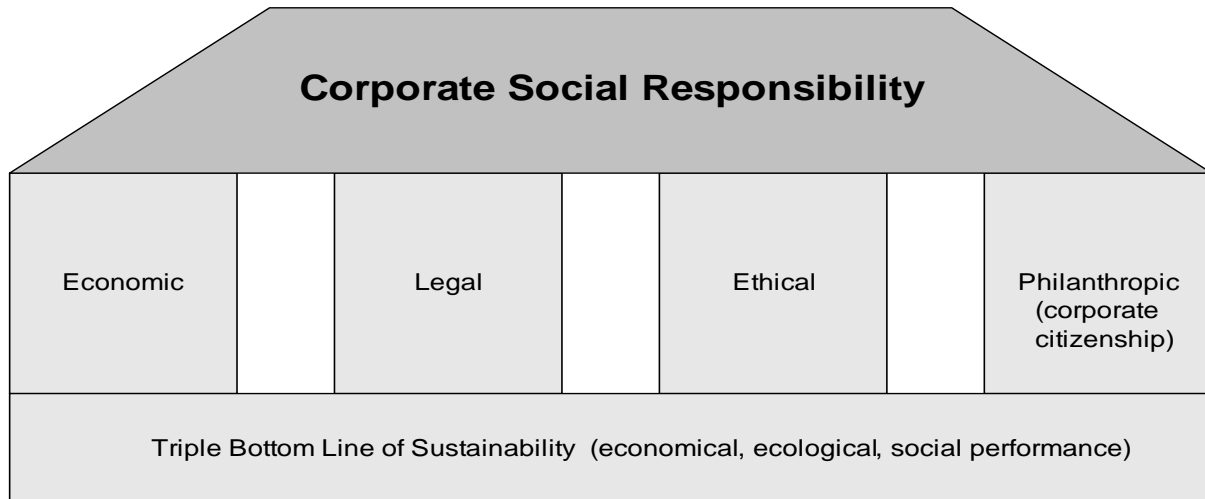 Corporate Social Responsibility
Economic
Legal
Ethical
Philanthropic
(corporate
citizenship)
Triple Bottom Line of Sustainability (economical, ecological, social performance)